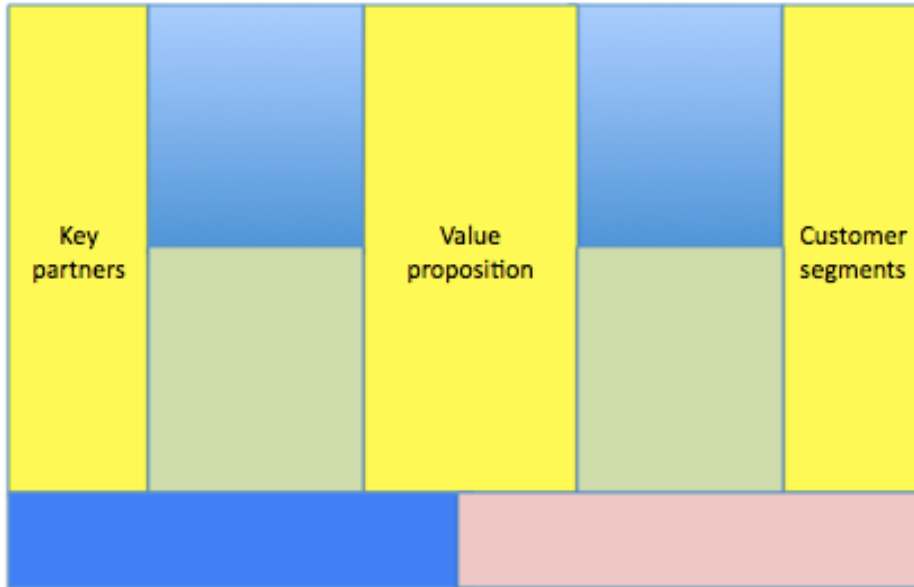 Key
partners
Value
proposition
Customer
segments